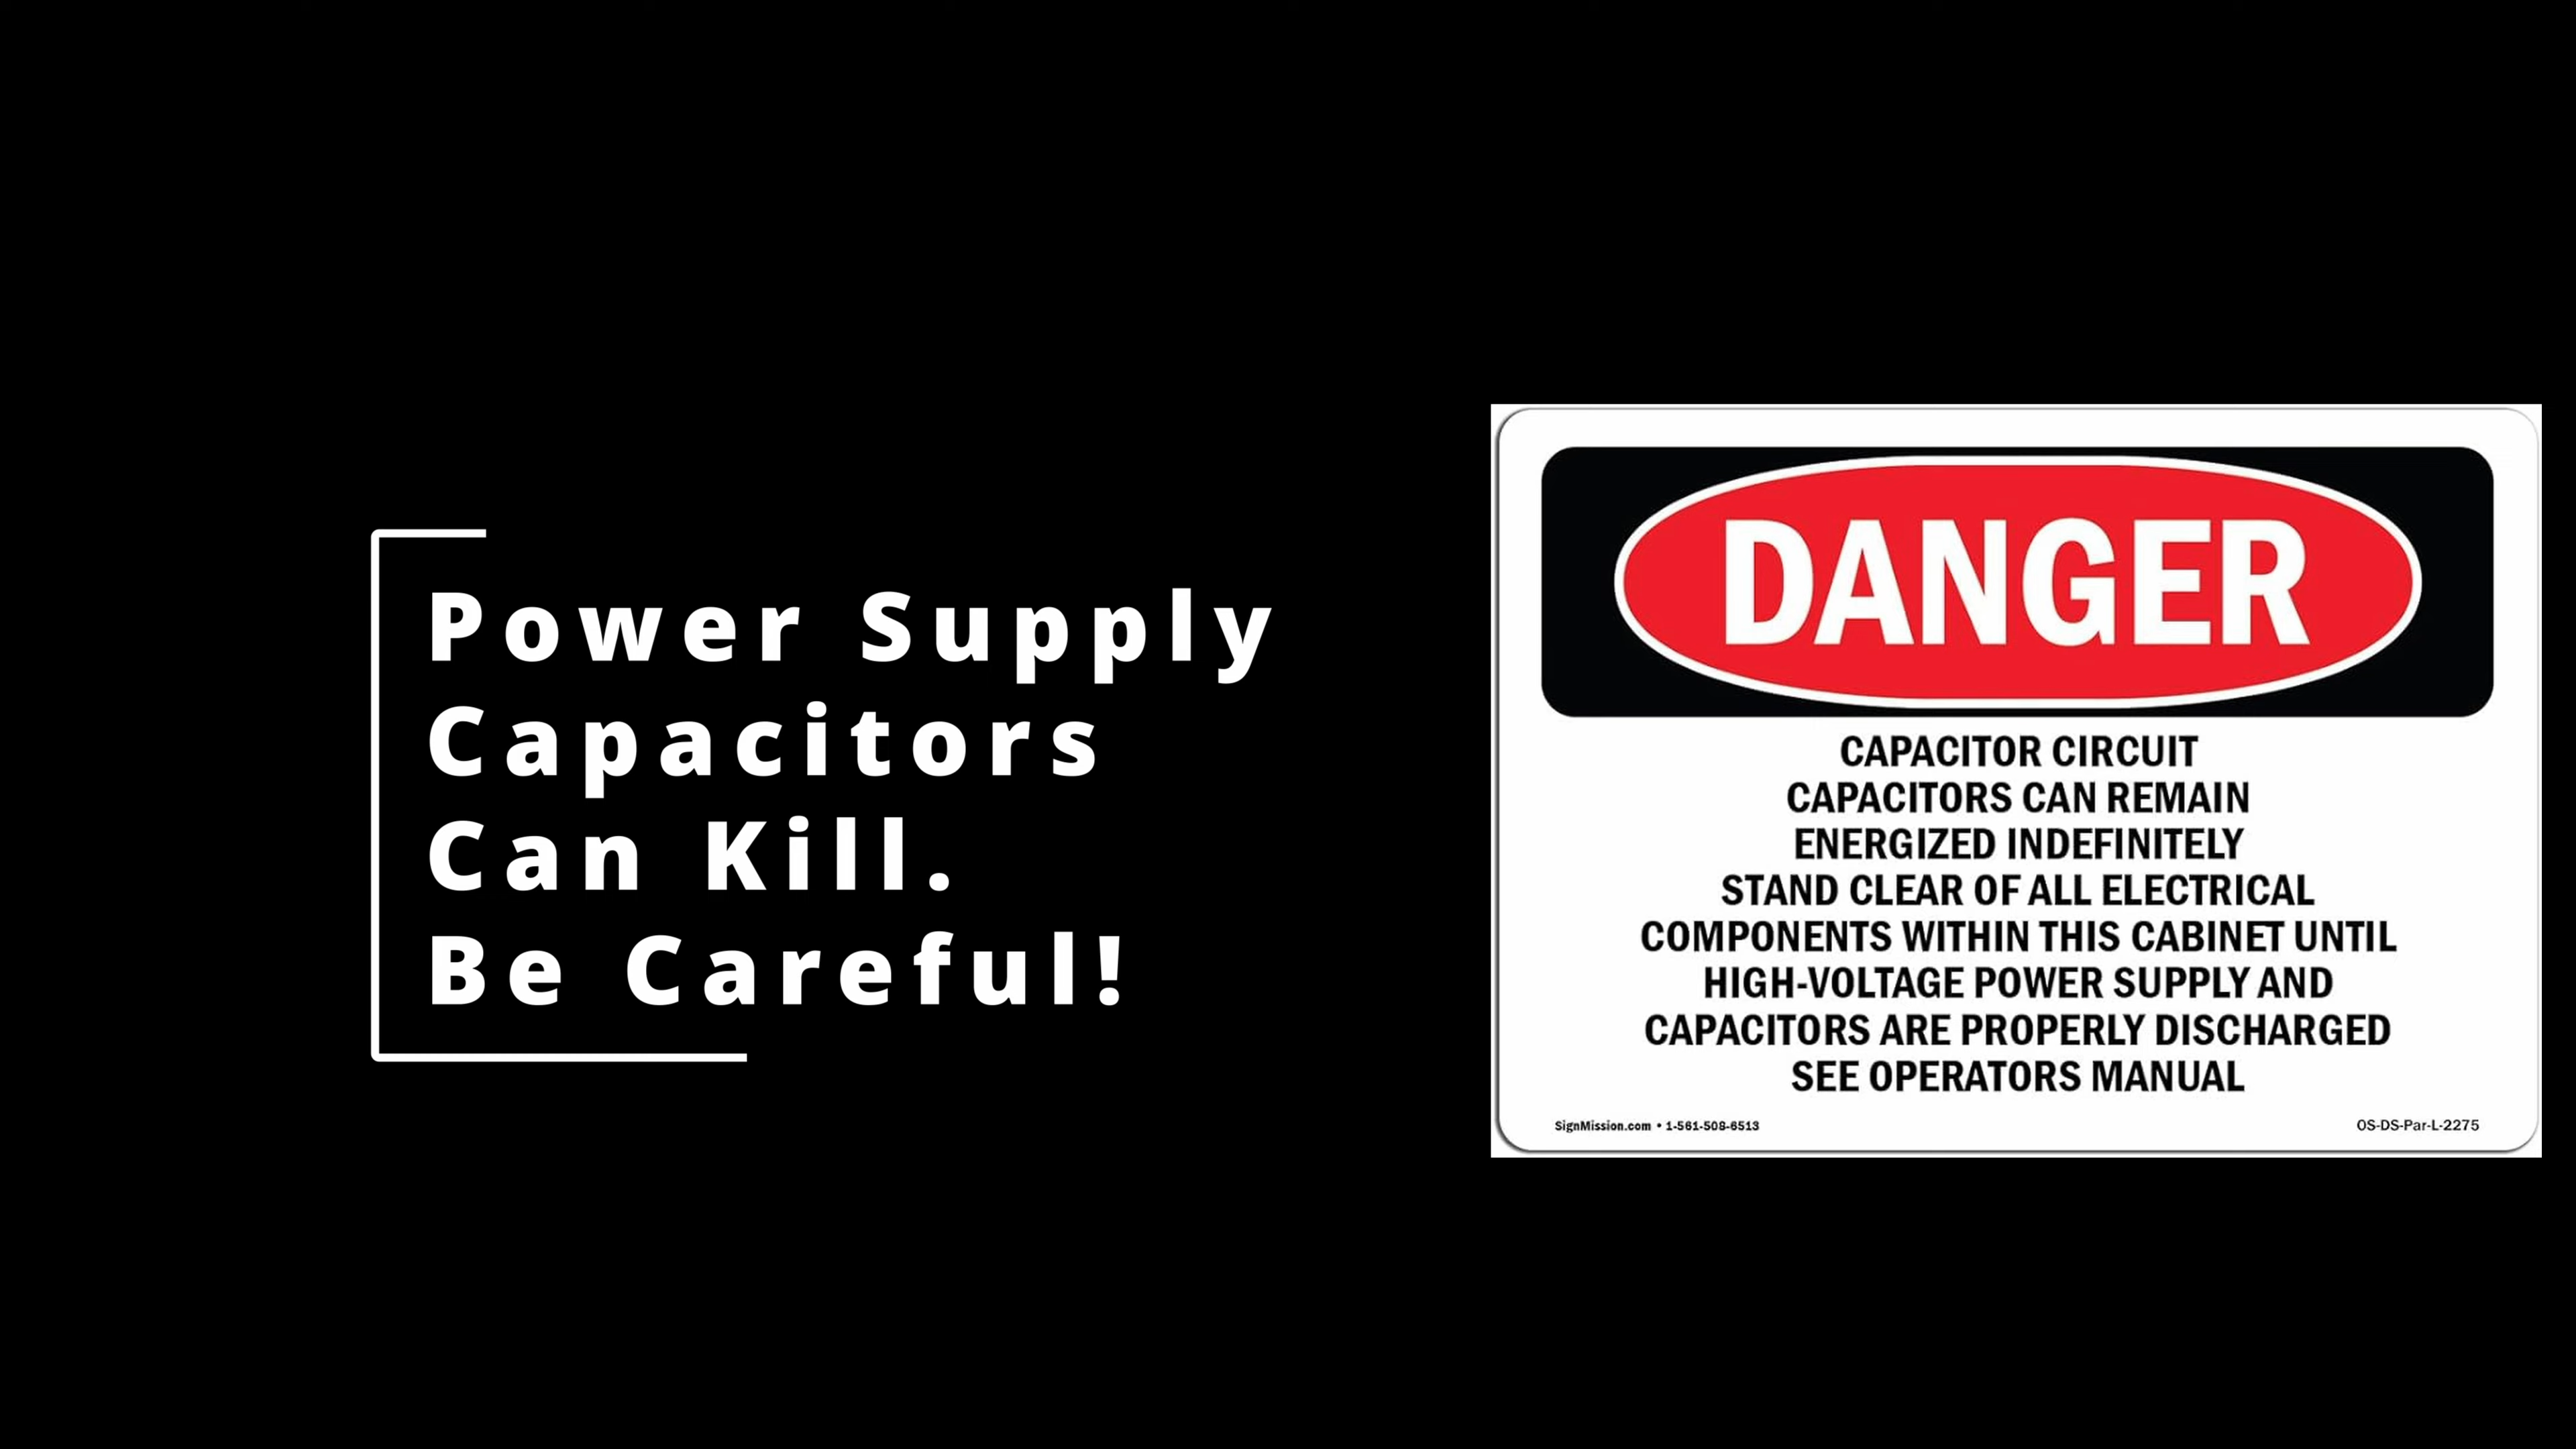 Power Supply
Capacitors
Can Kill.
Be Careful!
DANGER
CAPACITOR CIRCUIT
CAPACITORS CAN REMAIN
ENERGIZED INDEFINITELY
STAND CLEAR OF ALL ELECTRICAL
COMPONENTS WITHIN THIS CABINET UNTIL
HIGH-VOLTAGE POWER SUPPLY AND
CAPACITORS ARE PROPERLY DISCHARGED
SEE OPERATORS MANUAL
SignMission.com • 1-561-508-6513
OS-DS-Par-L-2275